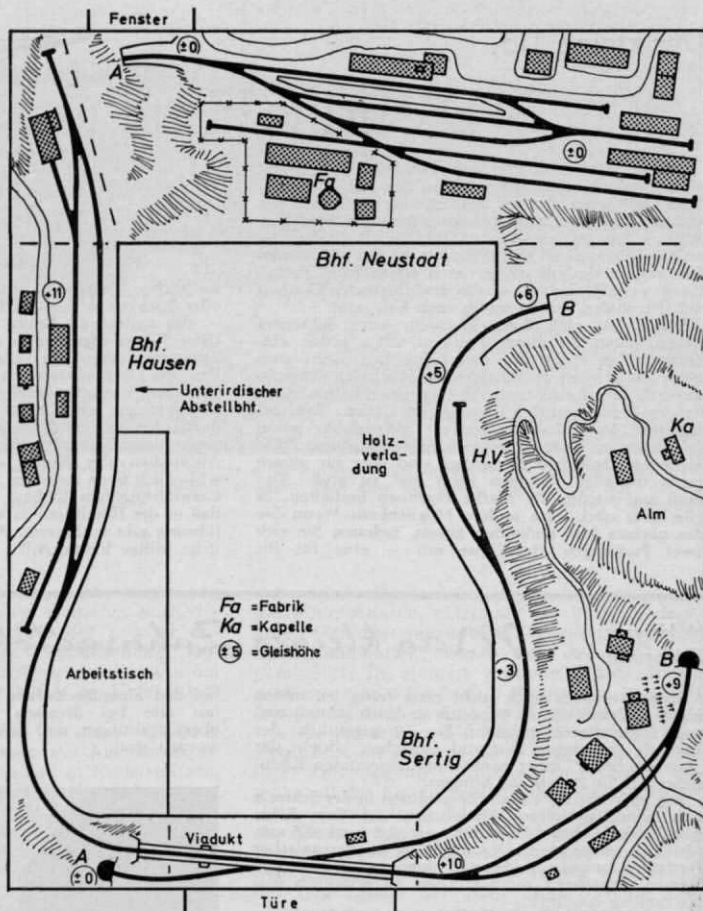 Fenster
±0
A
±0
Fa
Bhf. Neustadt
+6
B
+11
Bhf.
Hausen
Unterirdischer
Abstellbht.
+5
Holz-
verla-
dung
H.V.
Ka
Alm
Fa =Fabrik
Ka =Kapelle
±5 =Gleishöhe
Arbeitstisch
+3
B
+9
Bhf.
Sertig
Viadukt
A
±0
+10
Türe